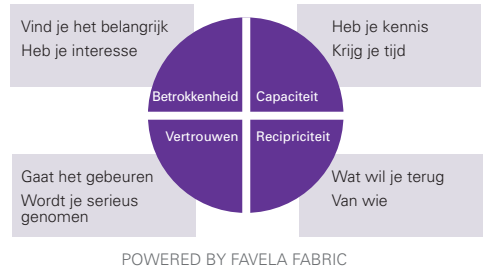 Vind je het belangrijk
Heb je interesse
Heb je kennis
Krijg je tijd
Betrokkenheid
Capaciteit
Vertrouwen
Recipriciteit
Gaat het gebeuren
Wordt je serieus
genomen
Wat wil je terug
Van wie
POWERED BY FAVELA FABRIC